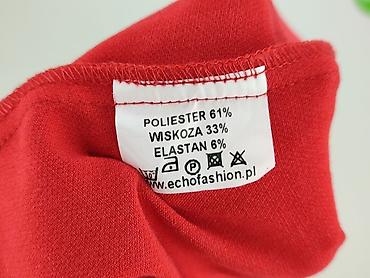 POLIESTER 61%
WISKOZA 33%
ELASTAN 6%
P
www.echofashion.pl